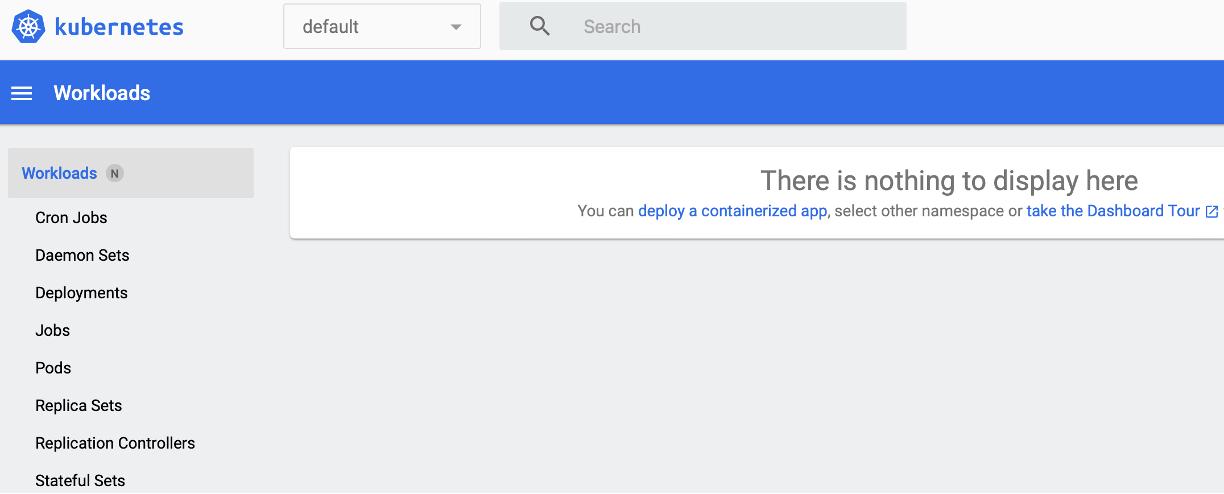 kubernetes
default
Search
Workloads
Workloads N
Cron Jobs
Daemon Sets
Deployments
Jobs
Pods
Replica Sets
Replication Controllers
Stateful Sets
There is nothing to display here
You can deploy a containerized app, select other namespace or take the Dashboard Tour